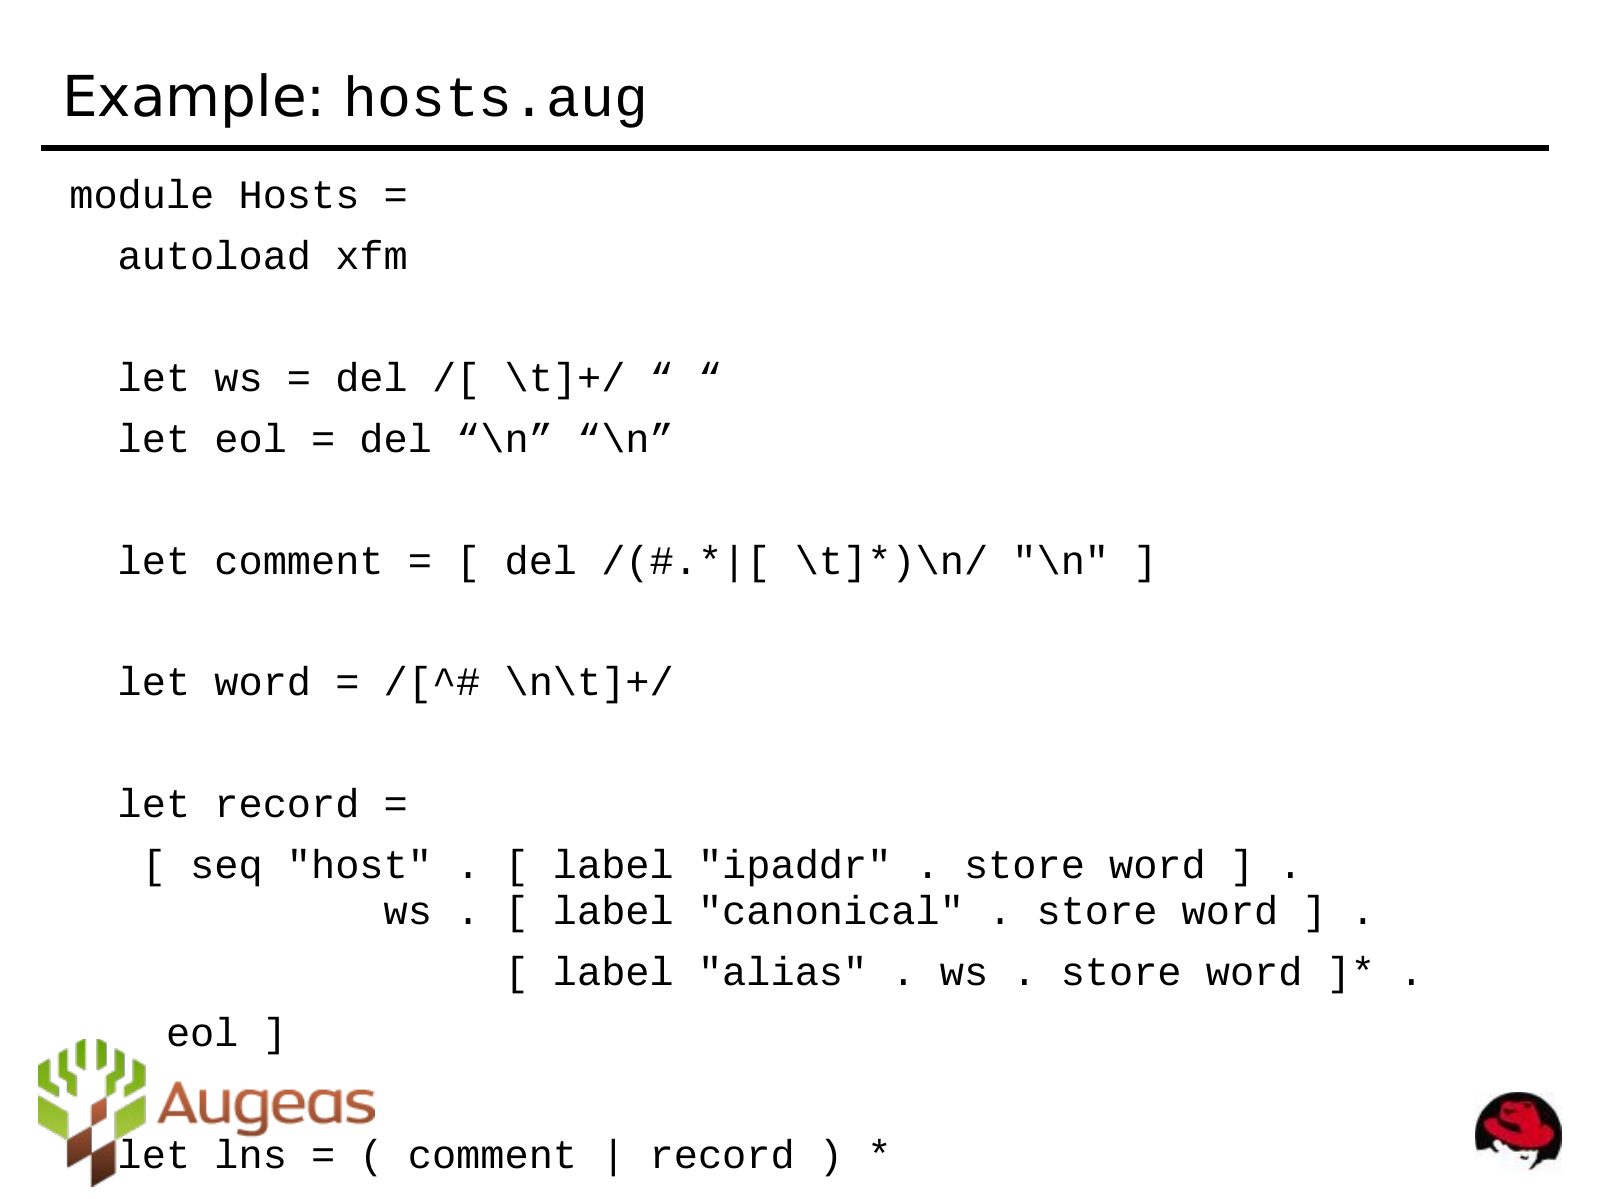 Example: hosts.aug
module Hosts =
  autoload xfm
  let ws = del /[ \t]+/ “ “
  let eol = del “\n” “\n”
  let comment = [ del /(#.*|[ \t]*)\n/ "\n" ]
  let word = /[^# \n\t]+/
  let record =
   [ seq "host" . [ label "ipaddr" . store word ] .
             ws . [ label "canonical" . store word ] .
                  [ label "alias" . ws . store word ]* .
    eol ]
Augeas
  let lns = ( comment | record ) *